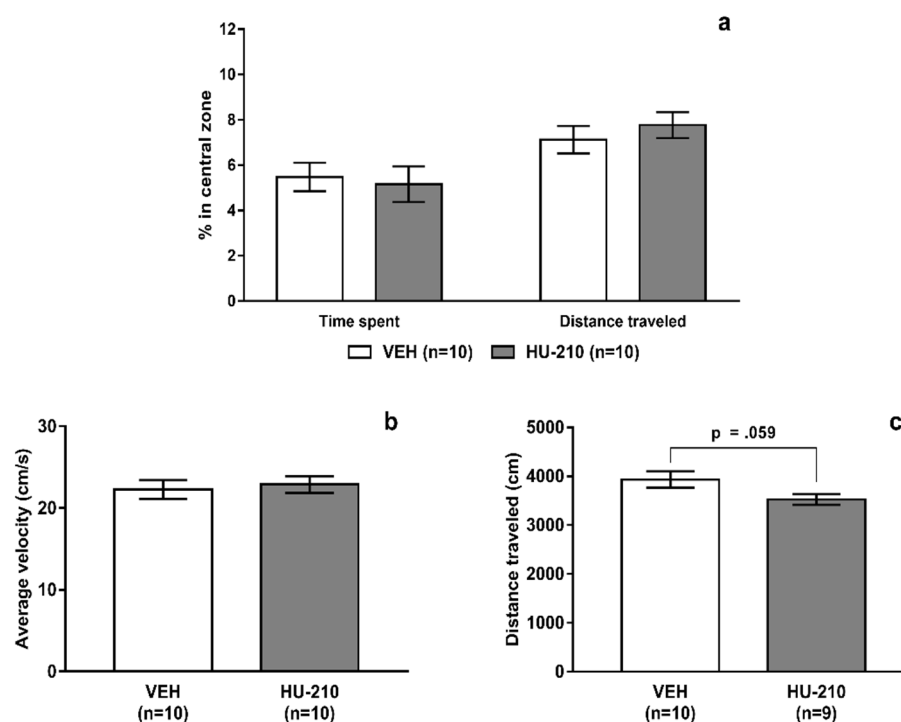 a
% in central zone
12
10
8
6
4
2
0
Time spent Distance traveled
VEH (n=10) HU-210 (n=10)
b
Average velocity (cm/s)
30
20
10
0
VEH HU-210
(n=10) (n=10)
c
Distance traveled (cm)
5000
4000
3000
2000
1000
0
p = .059
VEH HU-210
(n=10) (n=9)